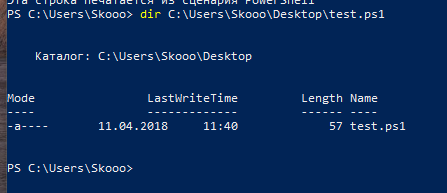 Эта строка печатается из сценария PowerShell
PS C:\Users\Skooo> dir C:\Users\Skooo\Desktop\test.ps1
Каталог: C:\Users\Skooo\Desktop
Mode LastWriteTime Length Name
---- ------------- ------ ----
-a---- 11.04.2018 11:40 57 test.ps1
PS C:\Users\Skooo>